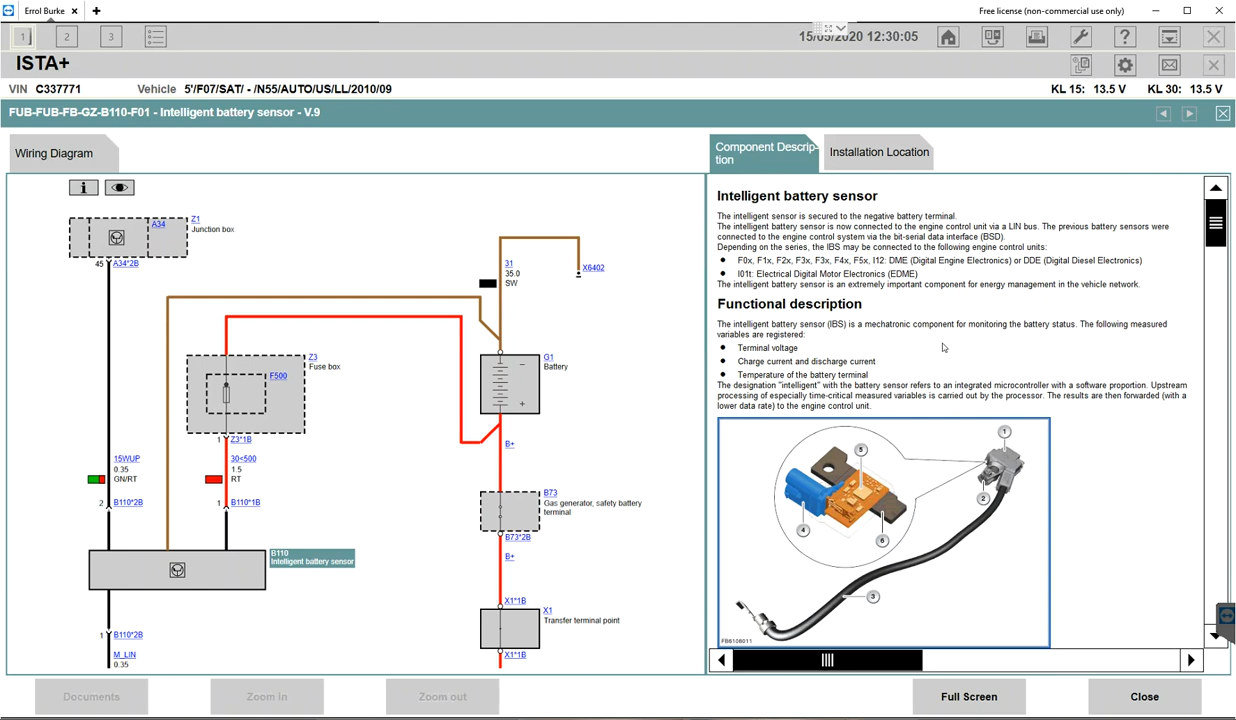 Errol Burke
Free license (non-commercial use only)
1
2
3
15/05/2020 12:30:05
ISTA+
VIN C337771 Vehicle 5'/F07/SAT/ - /N55/AUTO/US/LL/2010/09 KL 15: 13.5 V KL 30: 13.5 V
FUB-FUB-FB-GZ-B110-F01 - Intelligent battery sensor - V.9
Wiring Diagram
A34
Z1
Junction box
45
A34*2B
31
35.0
SW
X6402
Z3
Fuse box
F500
G1
Battery
1
Z3*1B
B+
15WUP
0.35
GN/RT
30<500
1.5
RT
2
B110*2B
1
B110*1B
B73
Gas generator, safety battery
terminal
B73*2B
B+
B110
Intelligent battery sensor
X1*1B
X1
Transfer terminal point
1
B110*2B
M_LIN
0.35
X1*1B
Component Descrip-
tion
Installation Location
Intelligent battery sensor
The intelligent sensor is secured to the negative battery terminal.
The intelligent battery sensor is now connected to the engine control unit via a LIN bus. The previous battery sensors were
connected to the engine control system via the bit-serial data interface (BSD).
Depending on the series, the IBS may be connected to the following engine control units:
F0x, F1x, F2x, F3x, F4x, F5x, I12: DME (Digital Engine Electronics) or DDE (Digital Diesel Electronics)
I01t: Electrical Digital Motor Electronics (EDME)
The intelligent battery sensor is an extremely important component for energy management in the vehicle network.
Functional description
The intelligent battery sensor (IBS) is a mechatronic component for monitoring the battery status. The following measured
variables are registered:
Terminal voltage
Charge current and discharge current
Temperature of the battery terminal
The designation "intelligent" with the battery sensor refers to an integrated microcontroller with a software proportion. Upstream
processing of especially time-critical measured variables is carried out by the processor. The results are then forwarded (with a
lower data rate) to the engine control unit.
1
5
2
4
6
3
FB6108011
Documents
Zoom in
Zoom out
Full Screen
Close